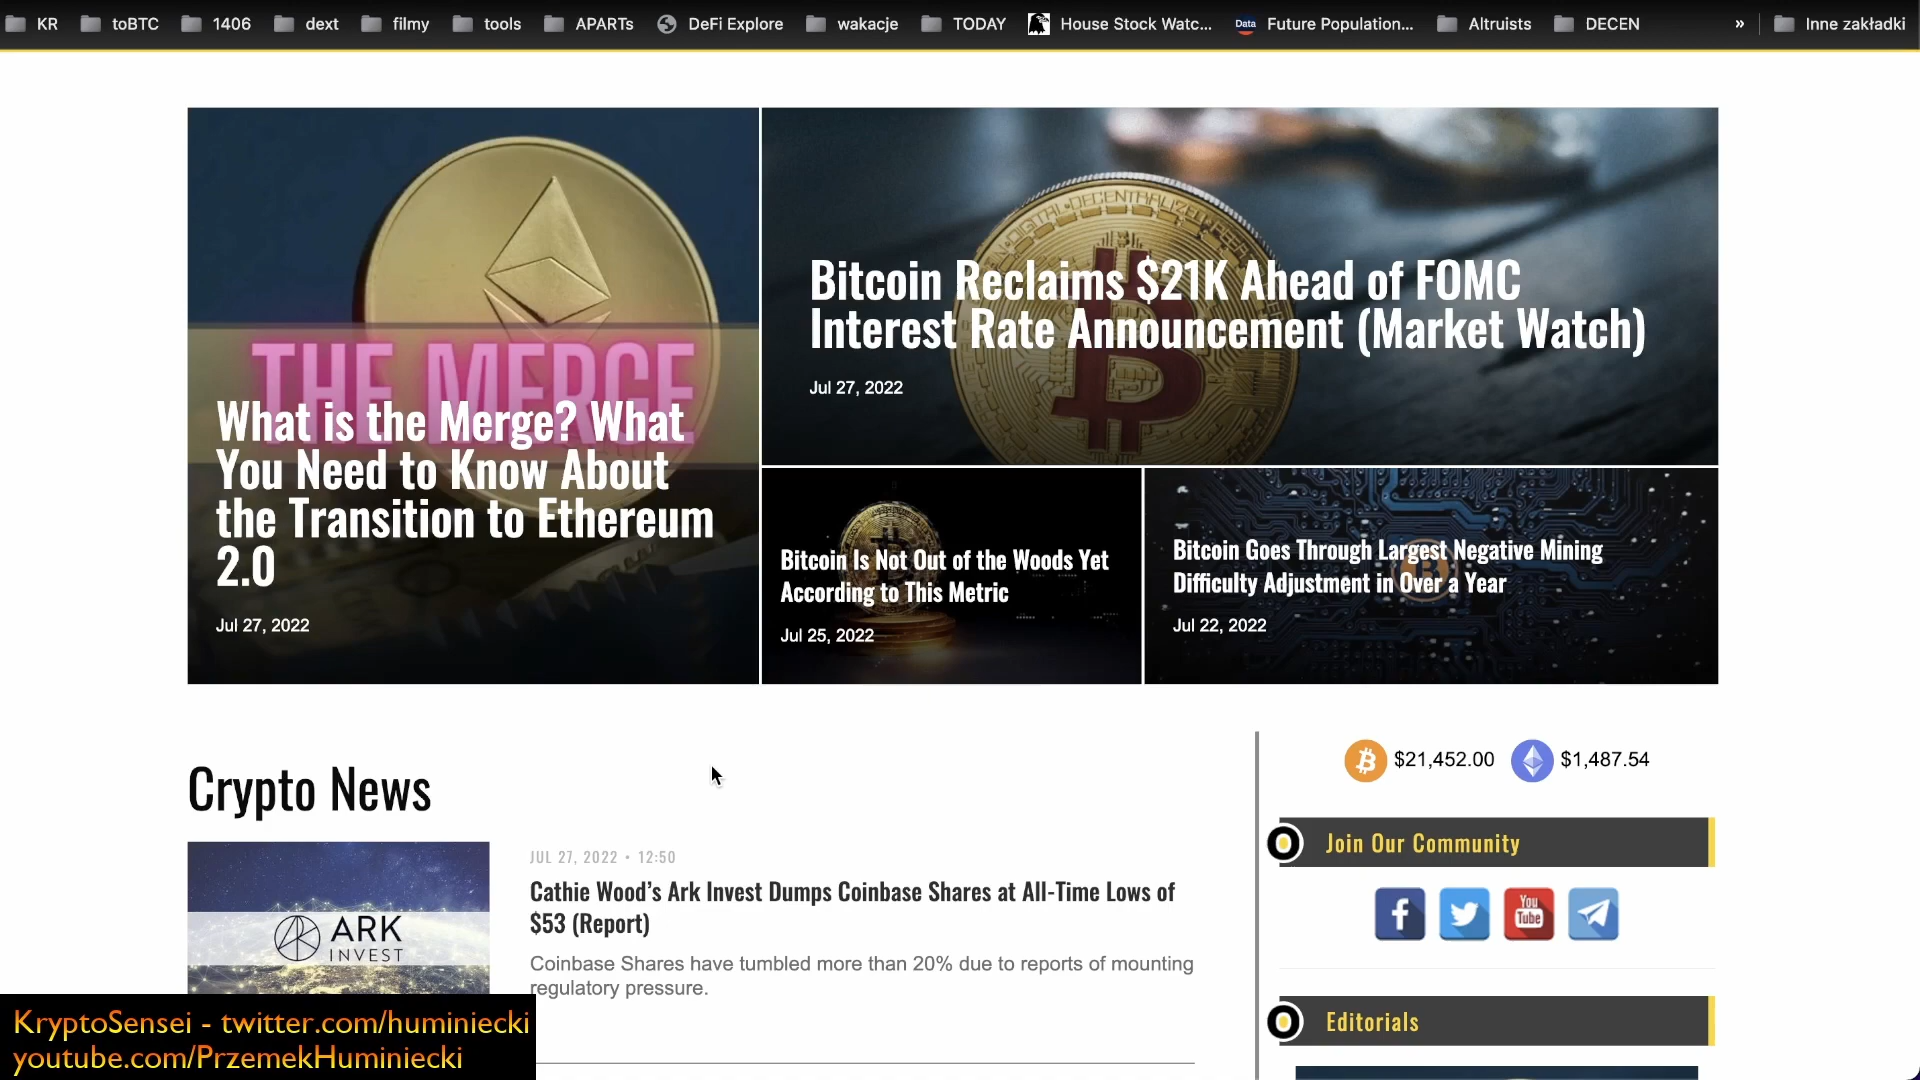 KR
toBTC
1406
dext
filmy
tools
APARTs
DeFi Explore
wakacje
TODAY
House Stock Watc...
Data
Future Population...
Altruists
DECEN
»
Inne zakładki
THE MERGE
What is the Merge? What
You Need to Know About
the Transition to Ethereum
2.0
Jul 27, 2022
DIGITAL•DECENTRALIZED
Bitcoin Reclaims $21K Ahead of FOMC
Interest Rate Announcement (Market Watch)
Jul 27, 2022
Bitcoin Is Not Out of the Woods Yet
According to This Metric
Jul 25, 2022
Bitcoin Goes Through Largest Negative Mining
Difficulty Adjustment in Over a Year
Jul 22, 2022
Crypto News
ARK
INVEST
JUL 27, 2022 • 12:50
Cathie Wood’s Ark Invest Dumps Coinbase Shares at All-Time Lows of
$53 (Report)
Coinbase Shares have tumbled more than 20% due to reports of mounting
regulatory pressure.
$21,452.00
$1,487.54
Join Our Community
You
Tube
Editorials
KryptoSensei - twitter.com/huminiecki
youtube.com/PrzemekHuminiecki